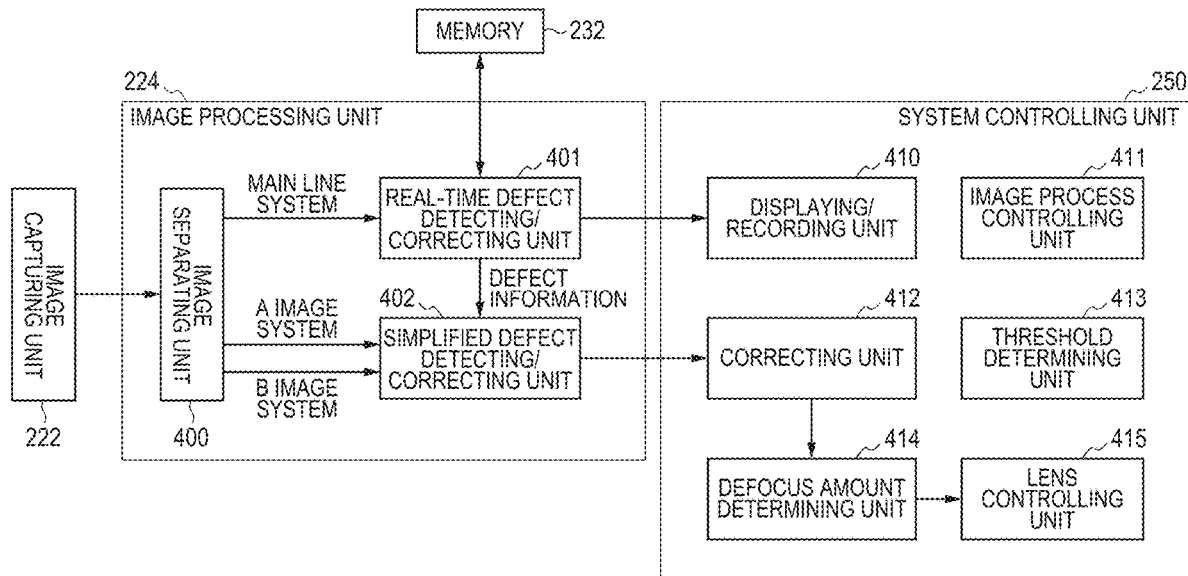 MEMORY
232
224
IMAGE PROCESSING UNIT
250
SYSTEM CONTROLLING UNIT
IMAGE
CAPTURING UNIT
222
IMAGE
SEPARATING UNIT
400
MAIN LINE
SYSTEM
401
REAL-TIME DEFECT
DETECTING/
CORRECTING UNIT
DEFECT
INFORMATION
A IMAGE
SYSTEM
B IMAGE
SYSTEM
402
SIMPLIFIED DEFECT
DETECTING/
CORRECTING UNIT
410
DISPLAYING/
RECORDING UNIT
411
IMAGE PROCESS
CONTROLLING
UNIT
412
CORRECTING UNIT
413
THRESHOLD
DETERMINING
UNIT
414
DEFOCUS AMOUNT
DETERMINING UNIT
415
LENS
CONTROLLING
UNIT